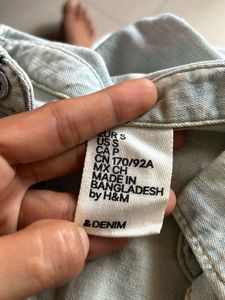 EUR S
US S
CA P
CN 170/92A
MX CH
MADE IN
BANGLADESH
by H&M
&DENIM